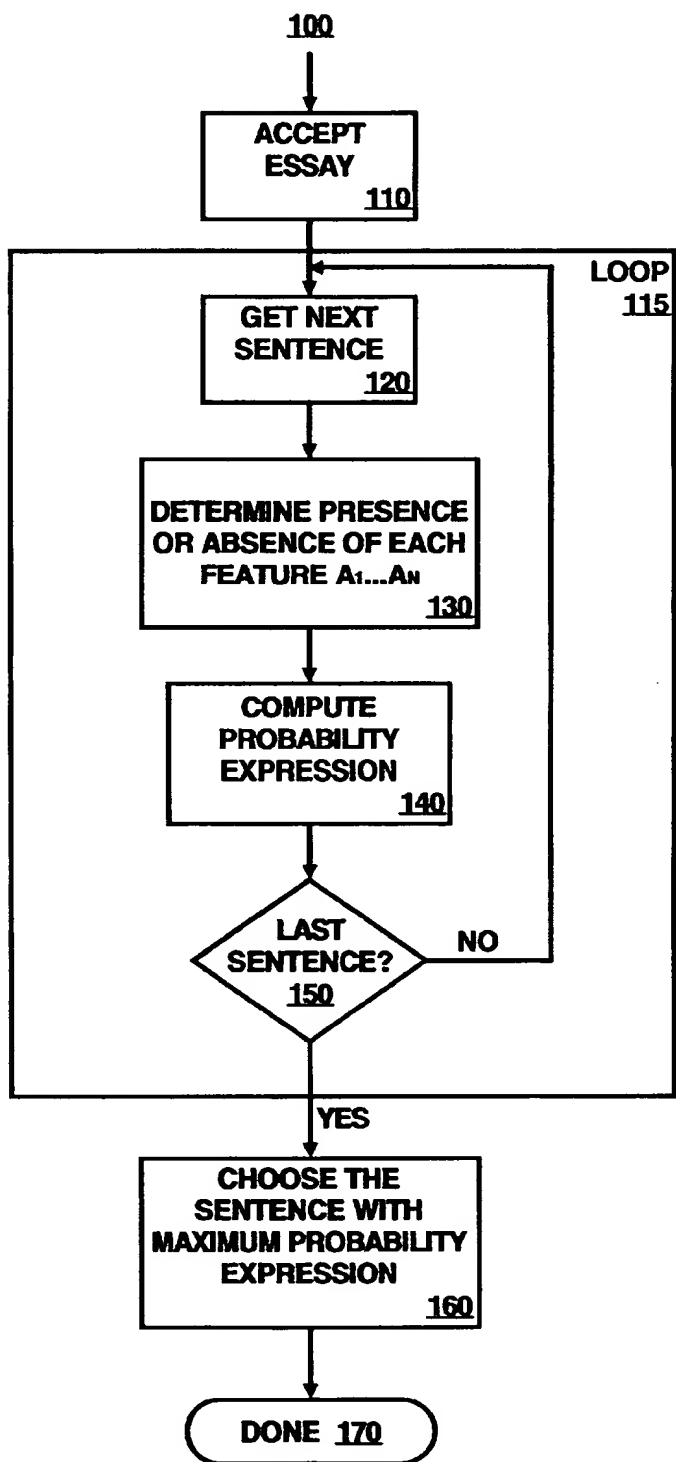 100
ACCEPT
ESSAY
110
LOOP
115
GET NEXT
SENTENCE
120
DETERMINE PRESENCE
OR ABSENCE OF EACH
FEATURE A₁...Aɴ
130
COMPUTE
PROBABILITY
EXPRESSION
140
LAST
SENTENCE?
150
NO
YES
CHOOSE THE
SENTENCE WITH
MAXIMUM PROBABILITY
EXPRESSION
160
DONE 170